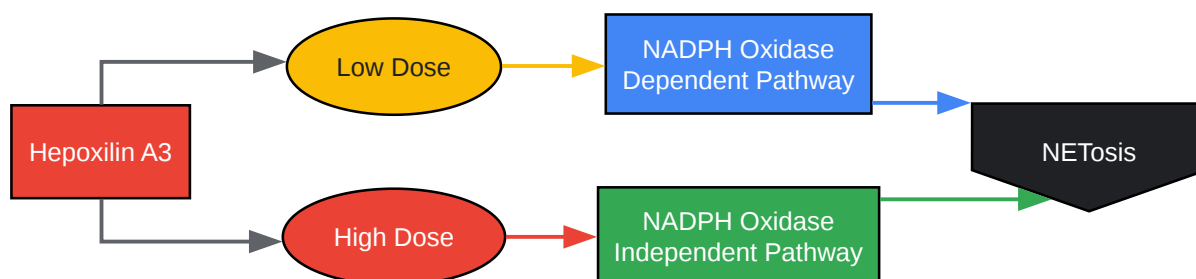 Hepoxilin A3
Low Dose
NADPH Oxidase
Dependent Pathway
High Dose
NADPH Oxidase
Independent Pathway
NETosis